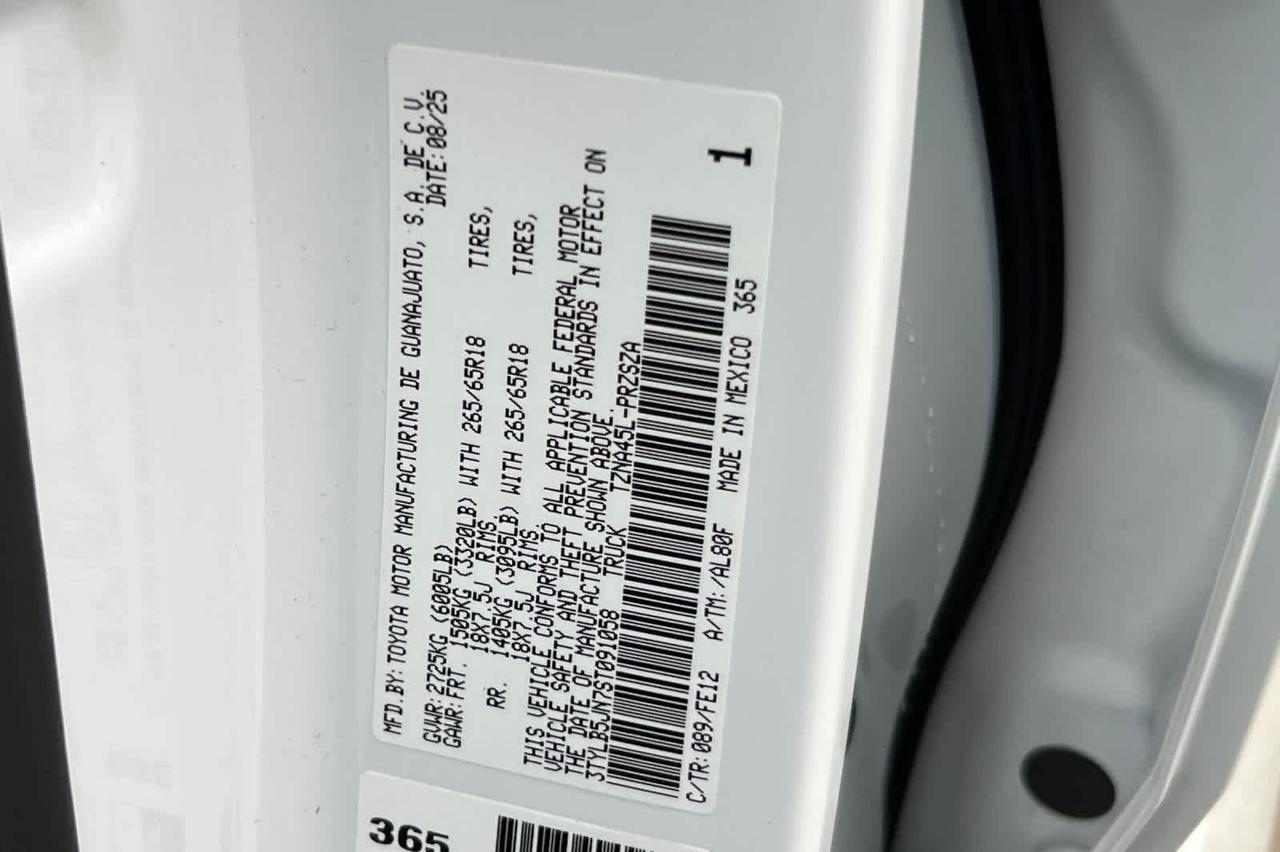 MFD. BY: TOYOTA MOTOR MANUFACTURING DE GUANAJUATO, S.A. DE C.V.
DATE: 08/25
GVWR: 2725KG (6005LB)
GAWR: FRT. 1505KG (3320LB) WITH 265/65R18 TIRES,
18X7.5J RIMS.
RR. 1405KG (3095LB) WITH 265/65R18 TIRES,
18X7.5J RIMS.
THIS VEHICLE CONFORMS TO ALL APPLICABLE FEDERAL MOTOR
VEHICLE SAFETY AND THEFT PREVENTION STANDARDS IN EFFECT ON
THE DATE OF MANUFACTURE SHOWN ABOVE.
3TYLB5JN7ST091058 TRUCK TZNA45L-PRZSZA
C/TR: 089/FE12 A/TM: /AL80F MADE IN MEXICO 365
1
365